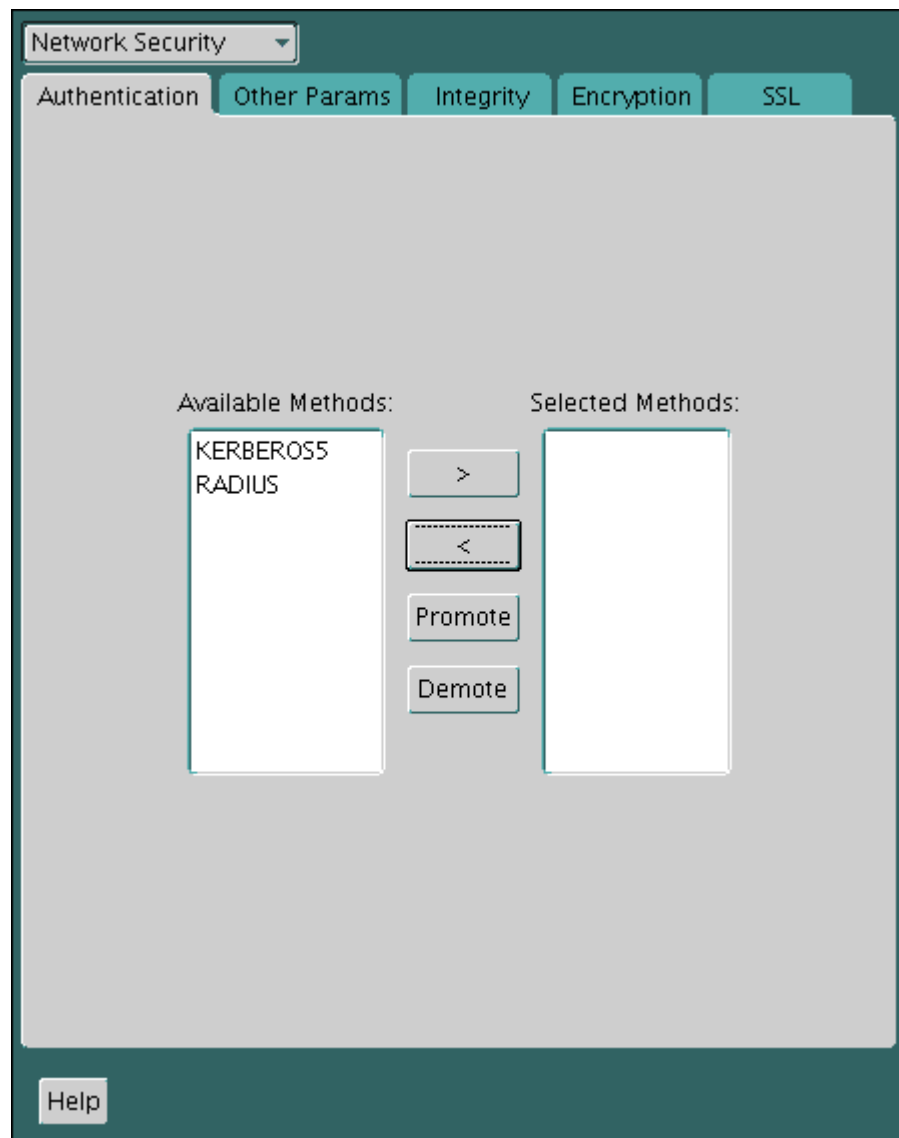 Network Security
Authentication Other Params Integrity Encryption SSL
Available Methods: Selected Methods:
KERBEROS5
RADIUS
>
<
Promote
Demote
Help